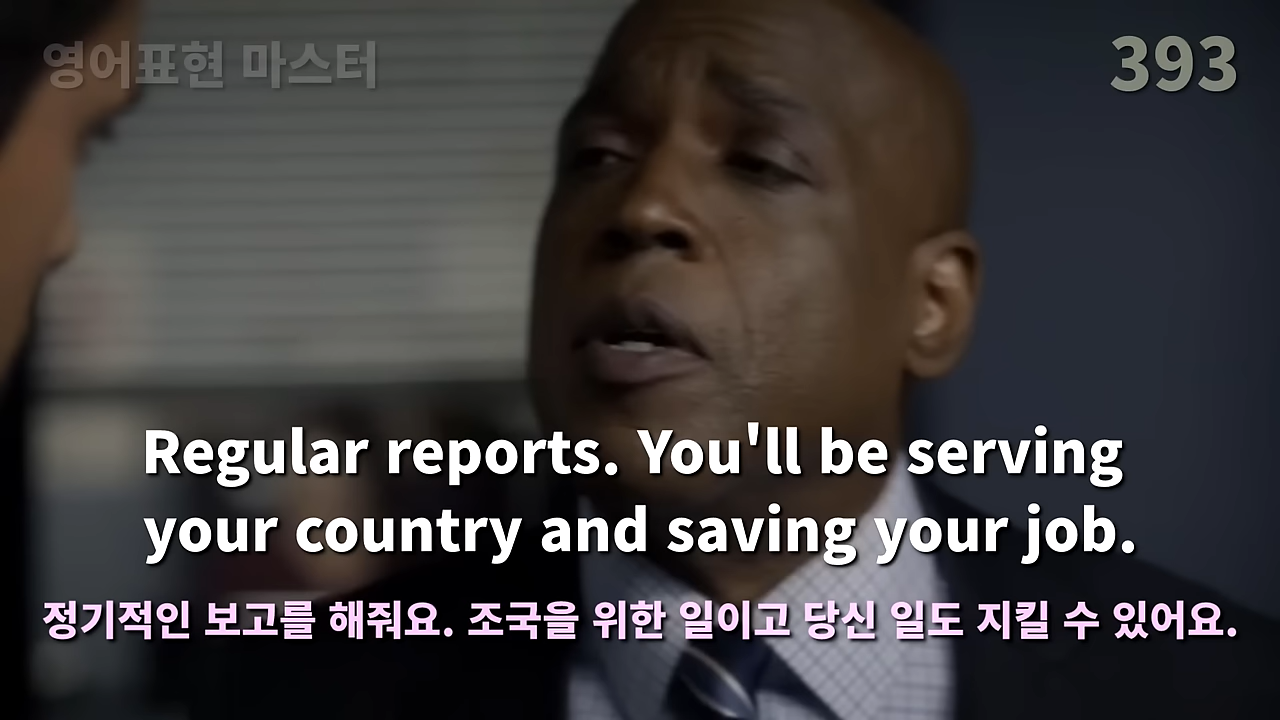 영어표현 마스터
393
Regular reports. You'll be serving
your country and saving your job.
정기적인 보고를 해줘요. 조국을 위한 일이고 당신 일도 지킬 수 있어요.